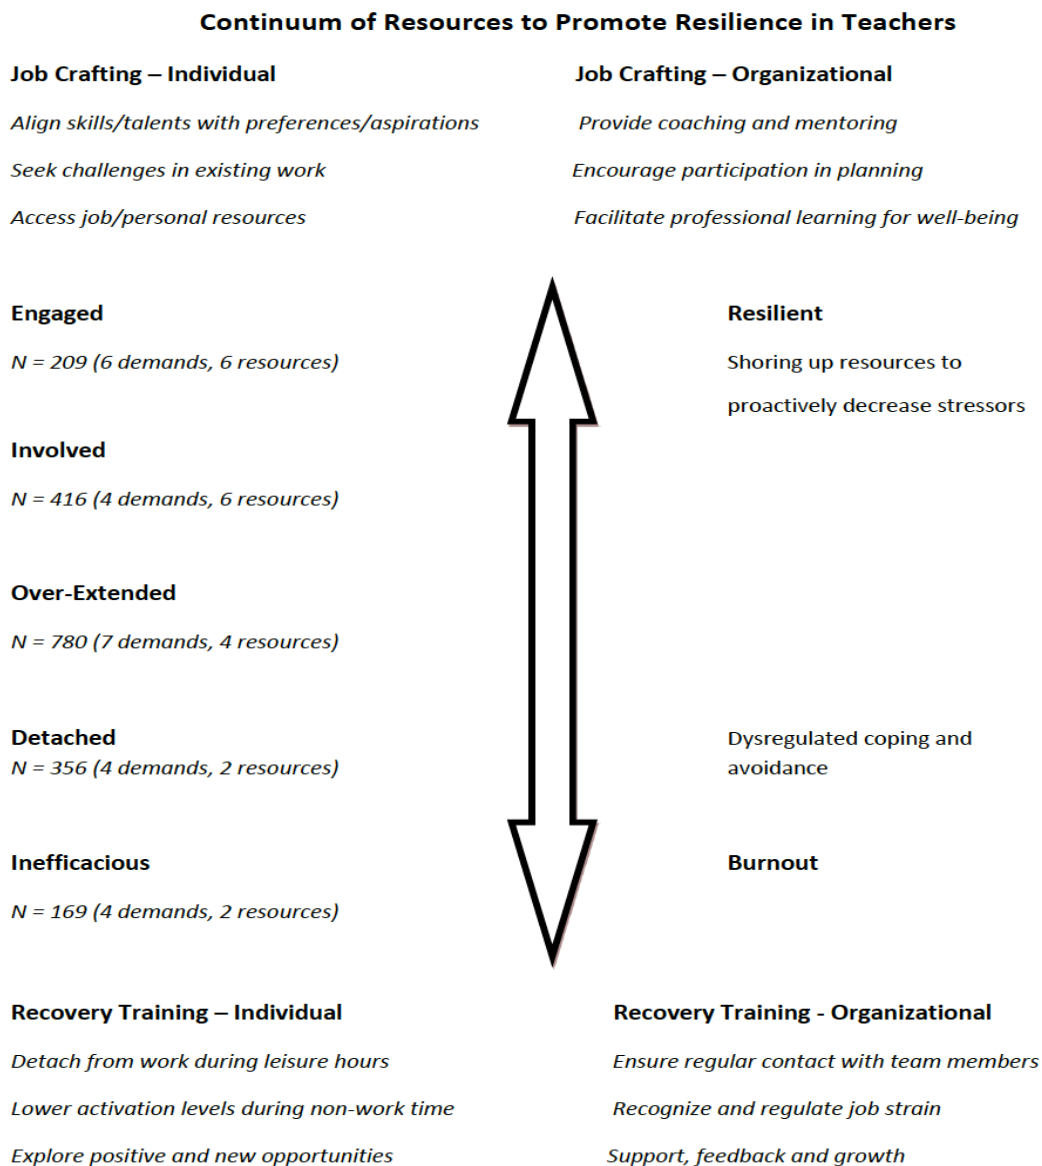 Continuum of Resources to Promote Resilience in Teachers
Job Crafting – Individual
Job Crafting – Organizational
Align skills/talents with preferences/aspirations
Provide coaching and mentoring
Seek challenges in existing work
Encourage participation in planning
Access job/personal resources
Facilitate professional learning for well-being
Engaged
Resilient
N = 209 (6 demands, 6 resources)
Shoring up resources to
proactively decrease stressors
Involved
N = 416 (4 demands, 6 resources)
Over-Extended
N = 780 (7 demands, 4 resources)
Detached
Dysregulated coping and
N = 356 (4 demands, 2 resources)
avoidance
Inefficacious
Burnout
N = 169 (4 demands, 2 resources)
Recovery Training – Individual
Recovery Training - Organizational
Detach from work during leisure hours
Ensure regular contact with team members
Lower activation levels during non-work time
Recognize and regulate job strain
Explore positive and new opportunities
Support, feedback and growth